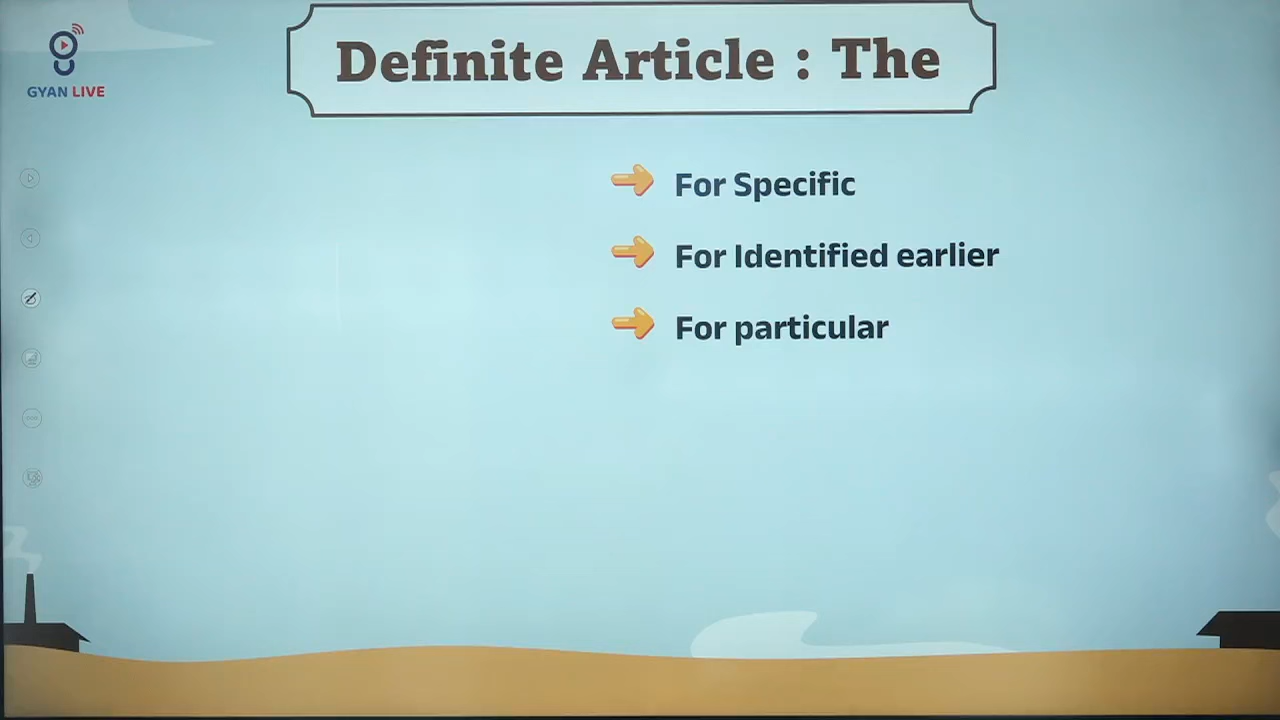 GYAN LIVE
Definite Article : The
For Specific
For Identified earlier
For particular